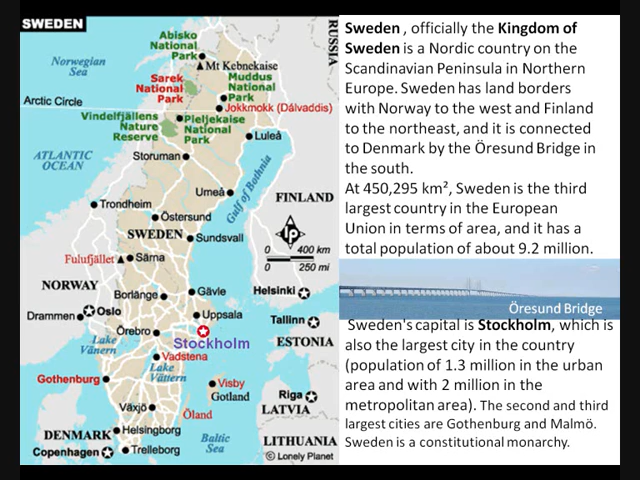 SWEDEN
Abisko
National
Park
Norwegian
Sea
Mt Kebnekaise
RUSSIA
Sarek
National
Park
Muddus
National
Park
Arctic Circle
Jokkmokk (Dálvaddis)
Vindelfjällens
Nature
Reserve
Pieljekaise
National
Park
Luleå
Storuman
ATLANTIC
OCEAN
Gulf of Bothnia
Umeå
FINLAND
Trondheim
Östersund
SWEDEN
Sundsvall
lp
0 400 km
0 250 mi
Fulufjället
Särna
NORWAY
Borlänge
Gävle
Helsinki
Drammen
Oslo
Uppsala
Tallinn
Örebro
Stockholm
ESTONIA
Lake
Vänern
Vadstena
Lake
Vättern
Gothenburg
Visby
Gotland
Riga
LATVIA
Växjö
Öland
DENMARK
Helsingborg
Baltic
Sea
LITHUANIA
Copenhagen
Trelleborg
© Lonely Planet
Sweden , officially the Kingdom of
Sweden is a Nordic country on the
Scandinavian Peninsula in Northern
Europe. Sweden has land borders
with Norway to the west and Finland
to the northeast, and it is connected
to Denmark by the Öresund Bridge in
the south.
At 450,295 km², Sweden is the third
largest country in the European
Union in terms of area, and it has a
total population of about 9.2 million.
Öresund Bridge
Sweden's capital is Stockholm, which is
also the largest city in the country
(population of 1.3 million in the urban
area and with 2 million in the
metropolitan area). The second and third
largest cities are Gothenburg and Malmö.
Sweden is a constitutional monarchy.